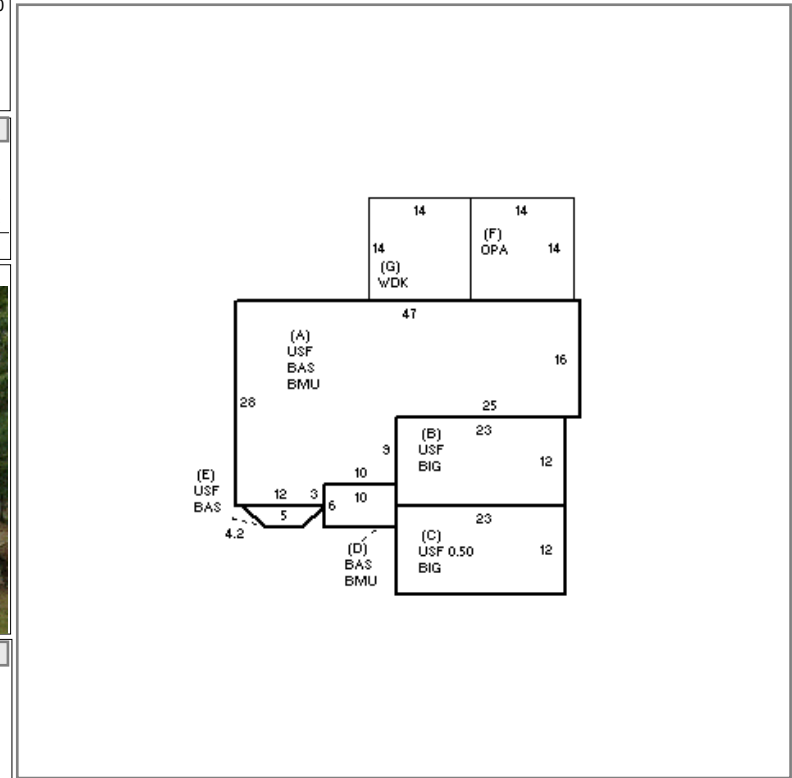 14
14
14
(G)
WDK
(F)
OPA
14
47
(A)
USF
BAS
BMU
16
28
25
(B)
USF
BIG
23
12
9
10
(E)
USF
BAS
12
3
10
6
5
4.2
(D)
BAS
BMU
23
(C)
USF 0.50
BIG
12